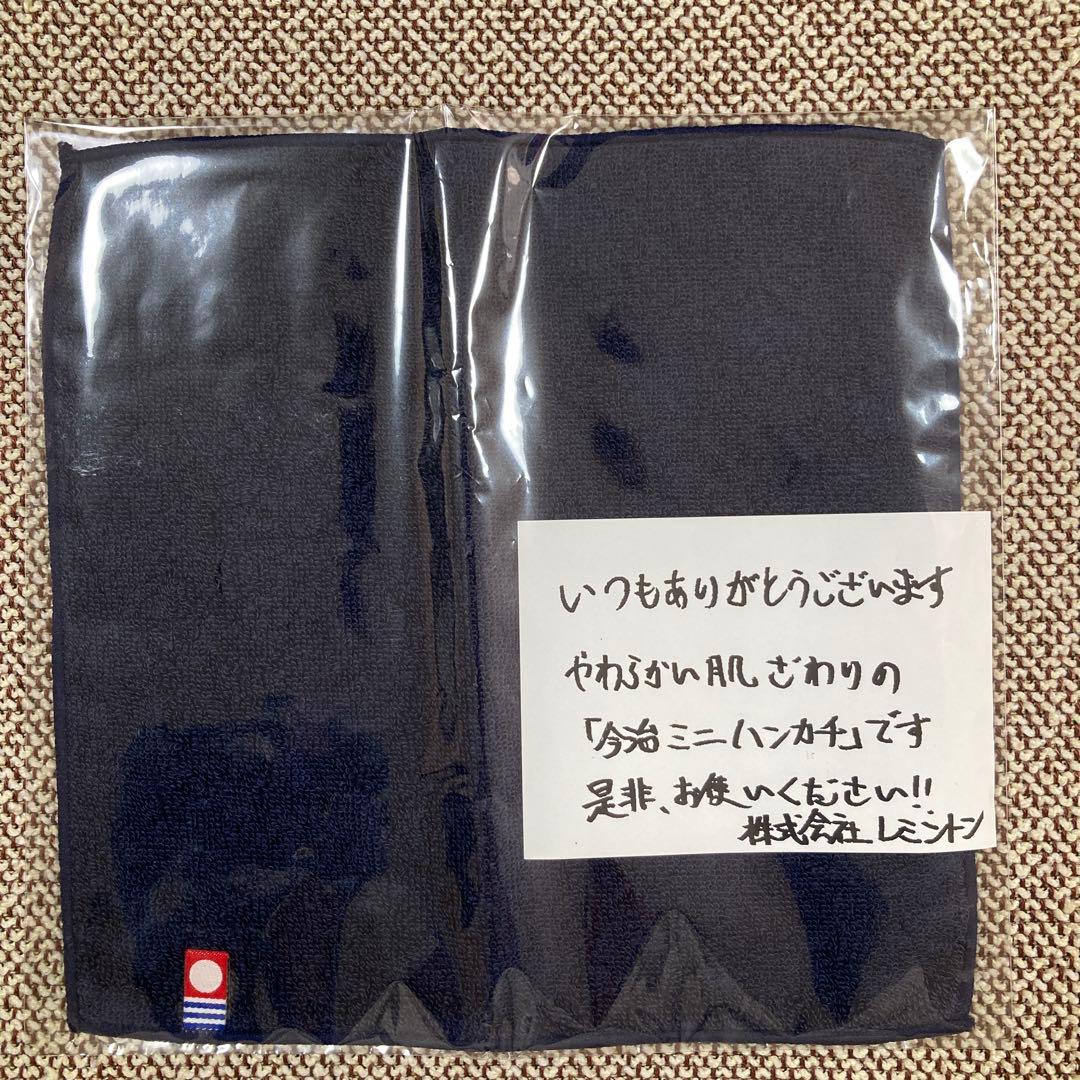 いつもありがとうございます
やわらかい肌ざわりの
「今治ミニハンカチ」です
是非、お使いください!!
株式会社レミントン